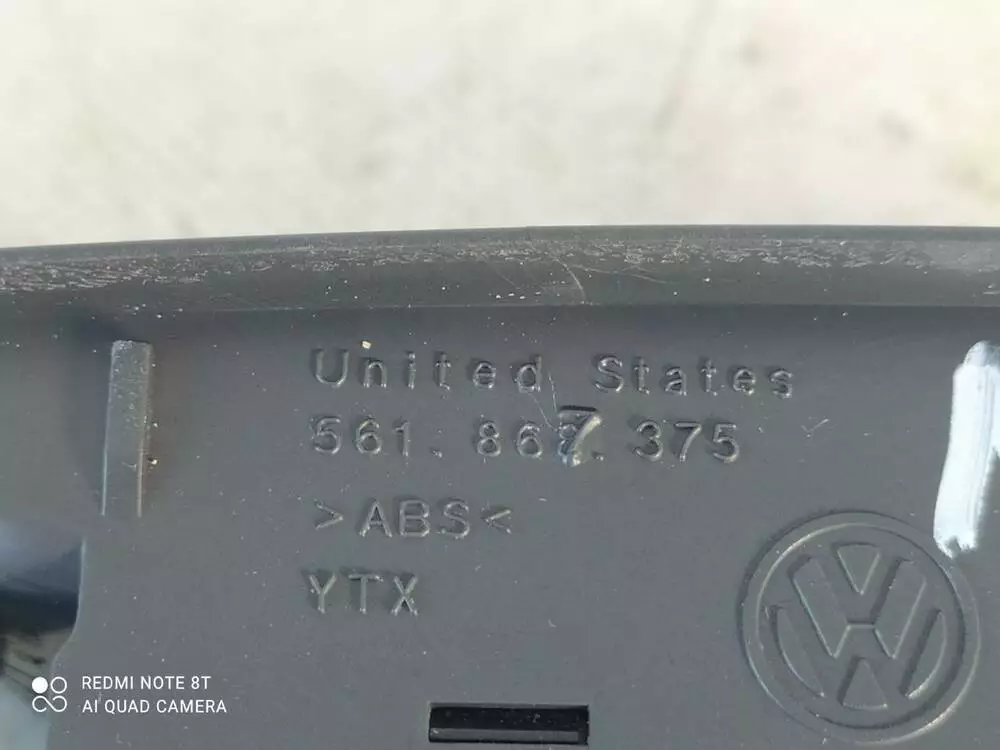 United States
561.867.375
>ABS<
YTX
REDMI NOTE 8T
AI QUAD CAMERA